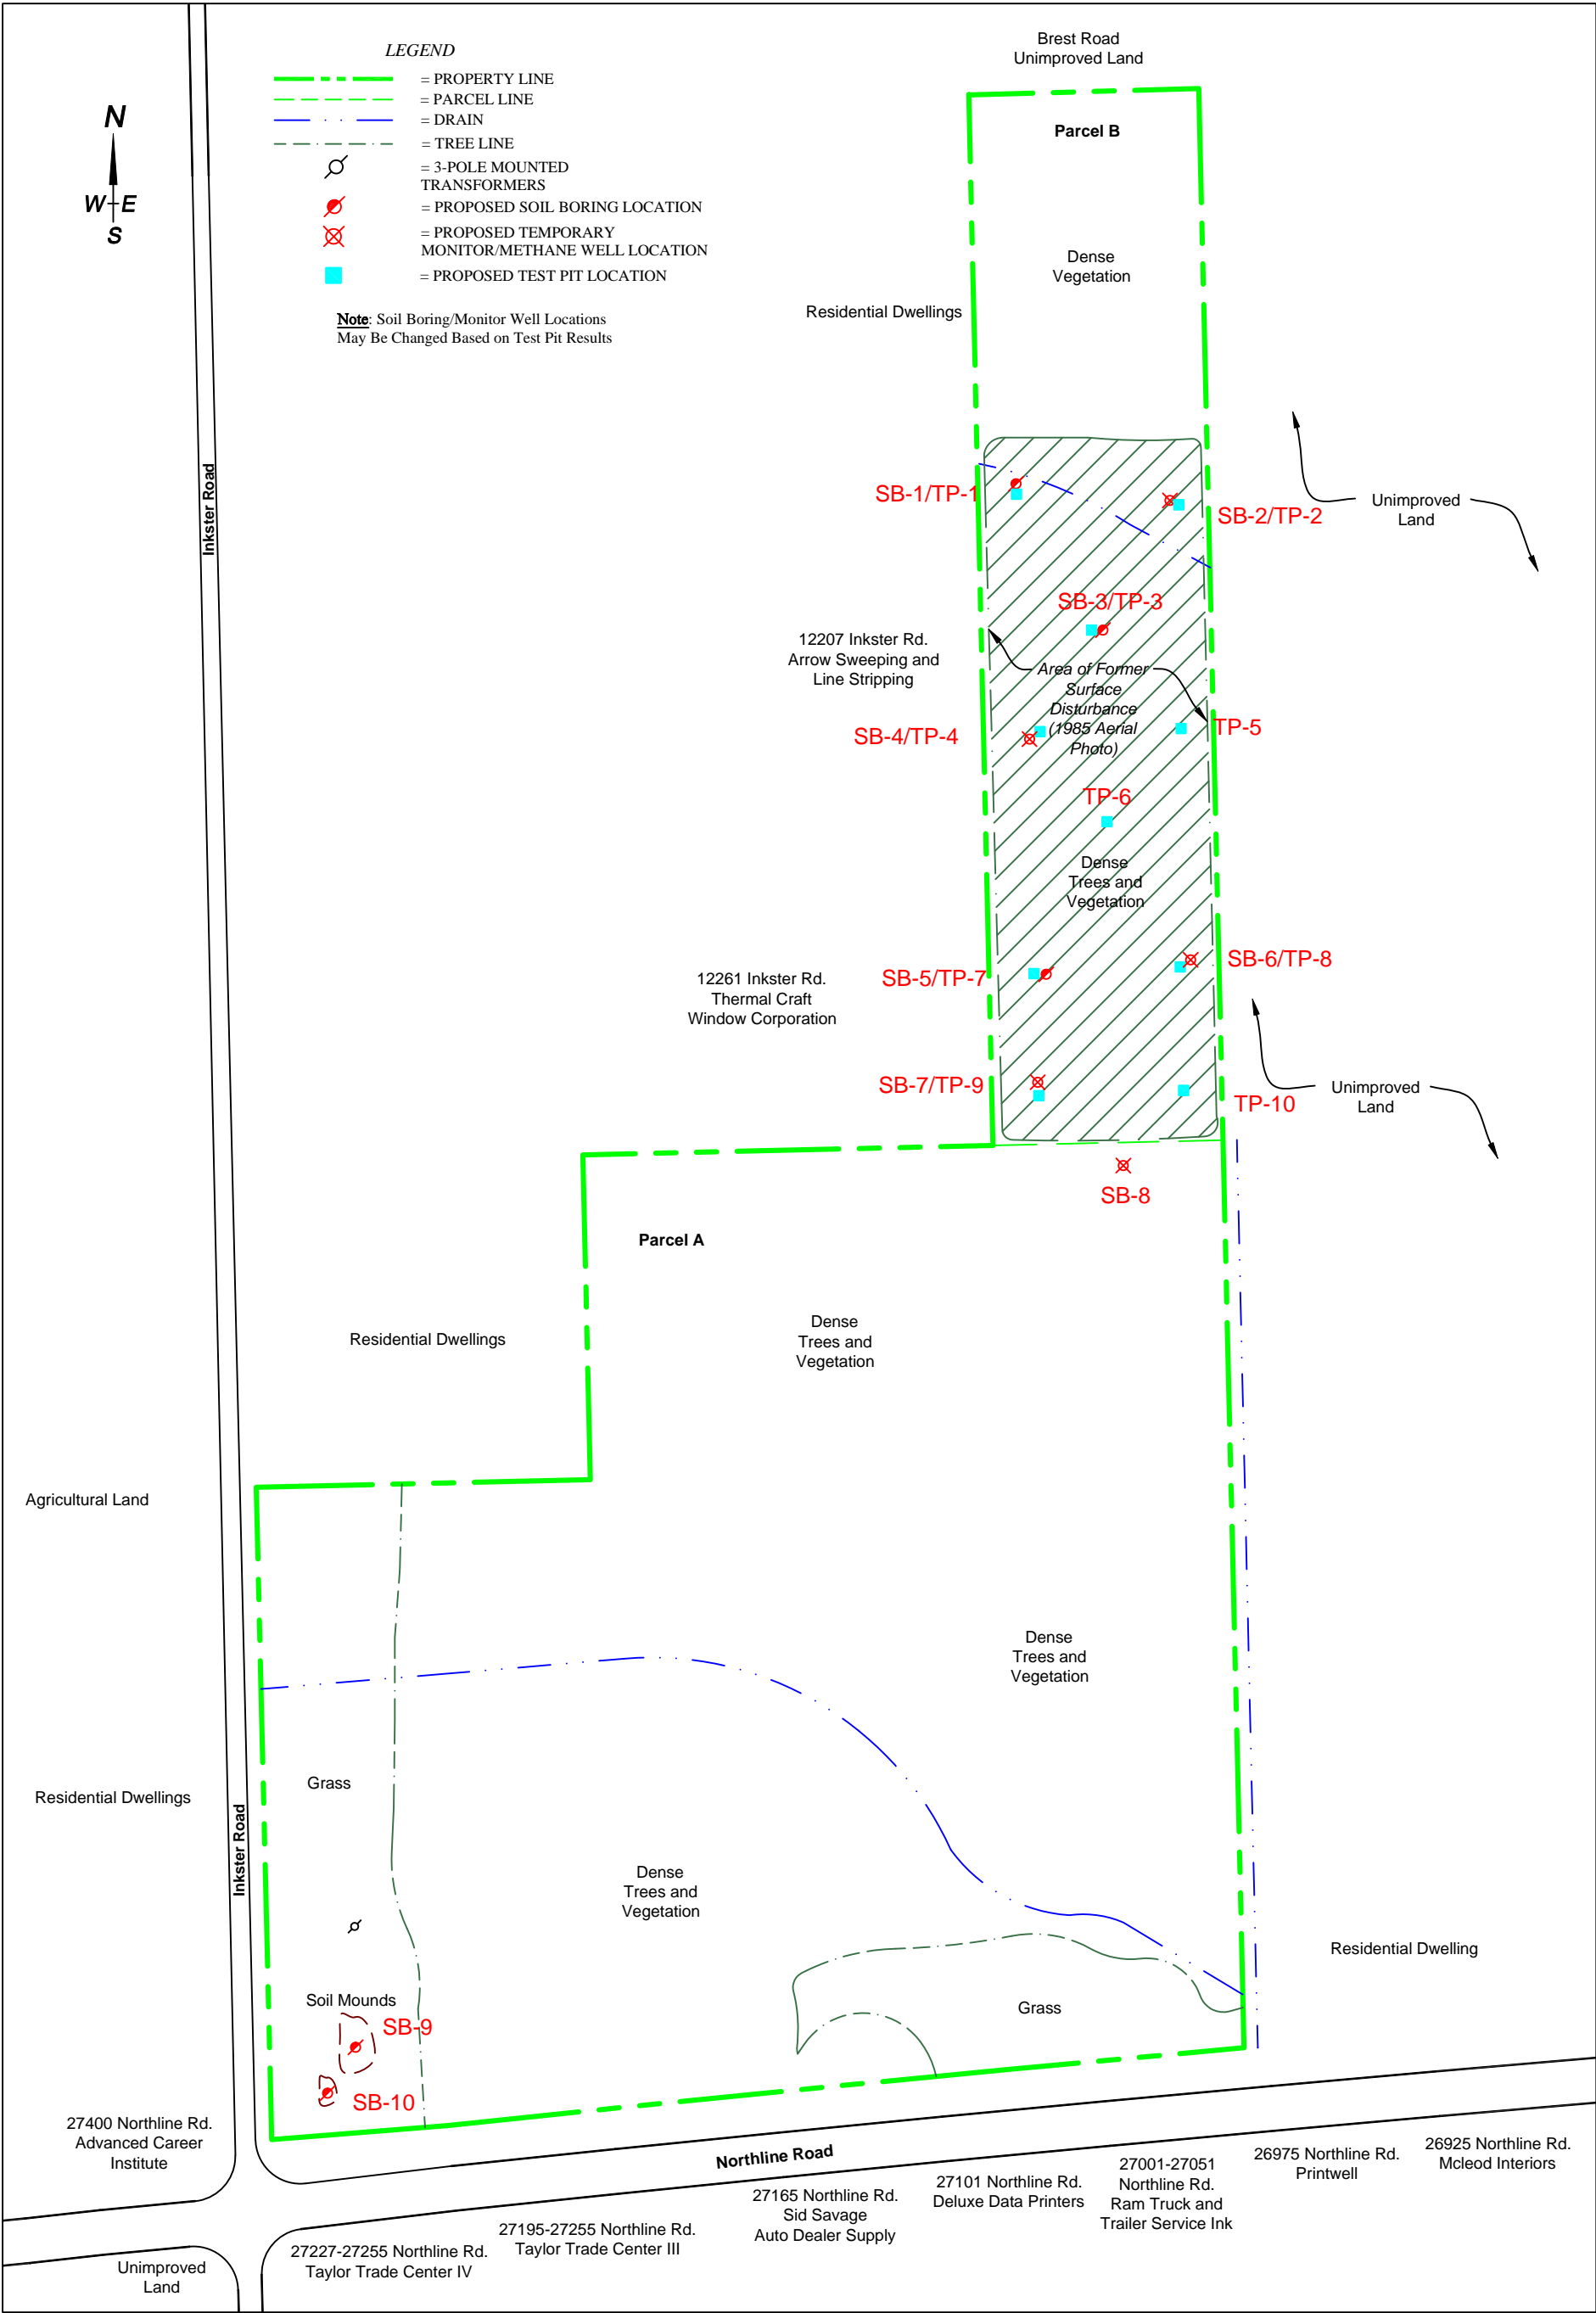 LEGEND
= PROPERTY LINE
= PARCEL LINE
= DRAIN
= TREE LINE
= 3-POLE MOUNTED
TRANSFORMERS
= PROPOSED SOIL BORING LOCATION
= PROPOSED TEMPORARY
MONITOR/METHANE WELL LOCATION
= PROPOSED TEST PIT LOCATION
Note: Soil Boring/Monitor Well Locations
May Be Changed Based on Test Pit Results
N
W E
S
Brest Road
Unimproved Land
Parcel B
Dense
Vegetation
Residential Dwellings
Inkster Road
SB-1/TP-1
SB-2/TP-2
Unimproved
Land
SB-3/TP-3
12207 Inkster Rd.
Arrow Sweeping and
Line Stripping
Area of Former
Surface
Disturbance
(1985 Aerial
Photo)
SB-4/TP-4
TP-5
TP-6
Dense
Trees and
Vegetation
12261 Inkster Rd.
Thermal Craft
Window Corporation
SB-5/TP-7
SB-6/TP-8
SB-7/TP-9
TP-10
Unimproved
Land
SB-8
Parcel A
Residential Dwellings
Dense
Trees and
Vegetation
Agricultural Land
Dense
Trees and
Vegetation
Residential Dwellings
Inkster Road
Grass
Dense
Trees and
Vegetation
Residential Dwelling
Soil Mounds
SB-9
SB-10
Grass
27400 Northline Rd.
Advanced Career
Institute
Northline Road
26925 Northline Rd.
Mcleod Interiors
26975 Northline Rd.
Printwell
27001-27051
Northline Rd.
Ram Truck and
Trailer Service Ink
27101 Northline Rd.
Deluxe Data Printers
27165 Northline Rd.
Sid Savage
Auto Dealer Supply
27195-27255 Northline Rd.
Taylor Trade Center III
27227-27255 Northline Rd.
Taylor Trade Center IV
Unimproved
Land